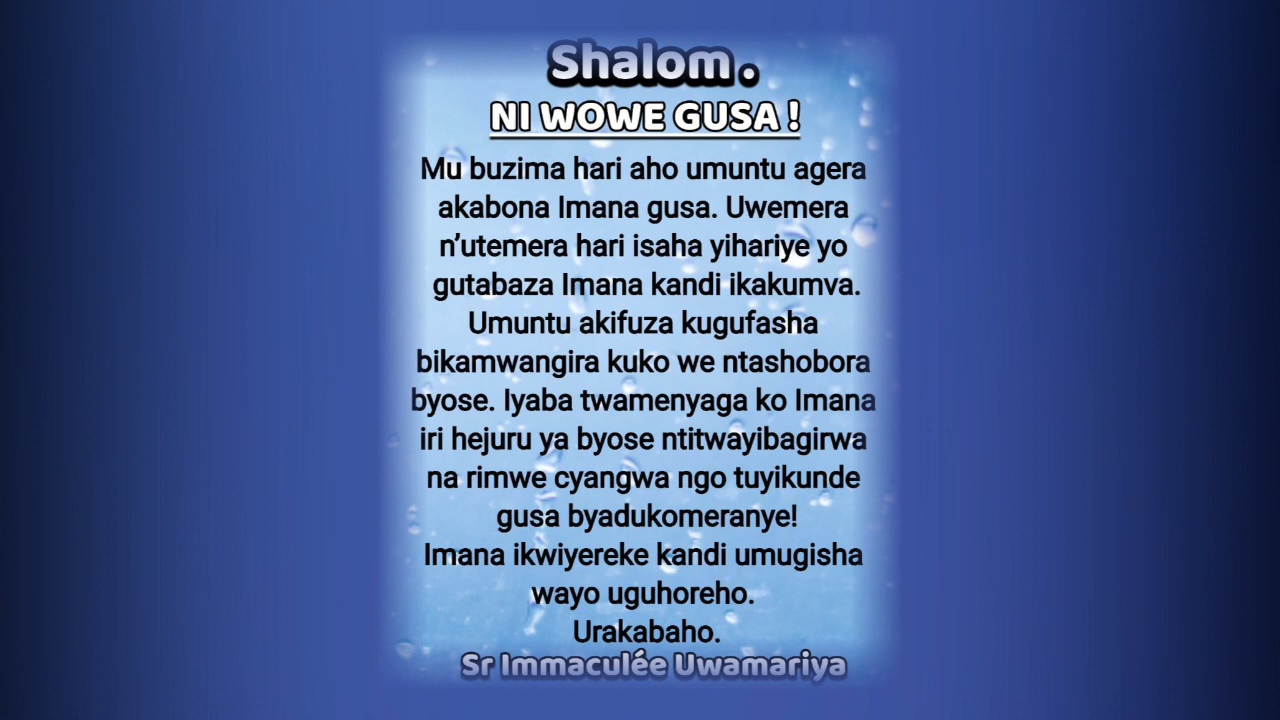 Shalom.
NI WOWE GUSA !
Mu buzima hari aho umuntu agera
akabona Imana gusa. Uwemera
n’utemera hari isaha yihariye yo
gutabaza Imana kandi ikakumva.
Umuntu akifuza kugufasha
bikamwangira kuko we ntashobora
byose. Iyaba twamenyaga ko Imana
iri hejuru ya byose ntitwayibagirwa
na rimwe cyangwa ngo tuyikunde
gusa byadukomeranye!
Imana ikwiyereke kandi umugisha
wayo uguhoreho.
Urakabaho.
Sr Immaculée Uwamariya